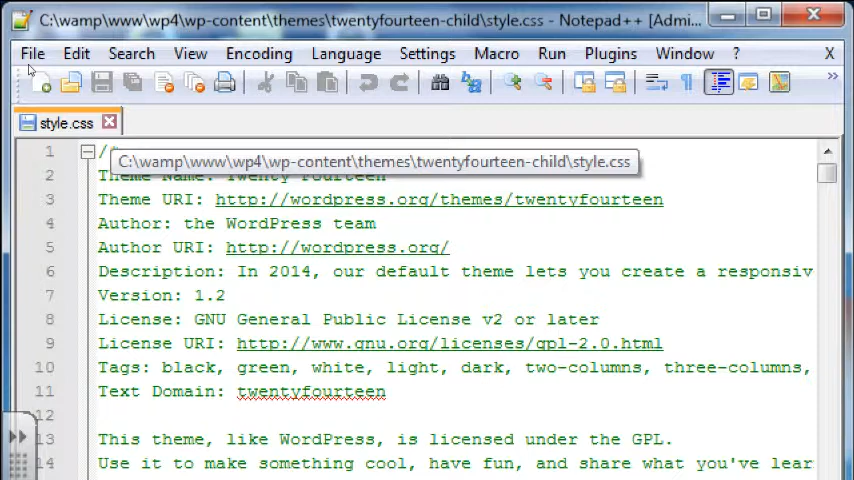 C:\wamp\www\wp4\wp-content\themes\twentyfourteen-child\style.css - Notepad++ [Admi...
File Edit Search View Encoding Language Settings Macro Run Plugins Window ? X
style.css
1 /*
C:\wamp\www\wp4\wp-content\themes\twentyfourteen-child\style.css
2 Theme Name: Twenty Fourteen
3 Theme URI: http://wordpress.org/themes/twentyfourteen
4 Author: the WordPress team
5 Author URI: http://wordpress.org/
6 Description: In 2014, our default theme lets you create a responsiv
7 Version: 1.2
8 License: GNU General Public License v2 or later
9 License URI: http://www.gnu.org/licenses/gpl-2.0.html
10 Tags: black, green, white, light, dark, two-columns, three-columns,
11 Text Domain: twentyfourteen
12
13 This theme, like WordPress, is licensed under the GPL.
14 Use it to make something cool, have fun, and share what you've lear